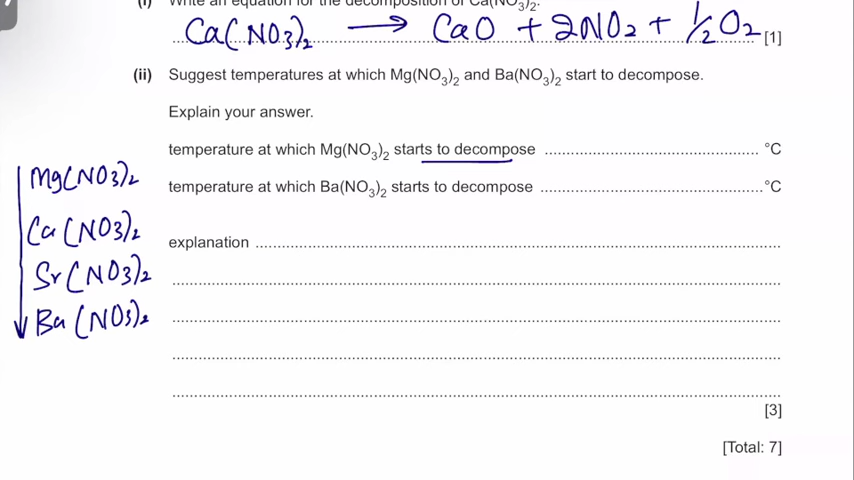 (i) Write an equation for the decomposition of Ca(NO3)2.
Ca(NO3)2 → CaO + 2NO2 + 1/2 O2 [1]
(ii) Suggest temperatures at which Mg(NO3)2 and Ba(NO3)2 start to decompose.
Explain your answer.
temperature at which Mg(NO3)2 starts to decompose ........................................ °C
temperature at which Ba(NO3)2 starts to decompose ........................................ °C
Mg(NO3)2
Ca(NO3)2
explanation ........................................
Sr(NO3)2
Ba(NO3)2
[3]
[Total: 7]